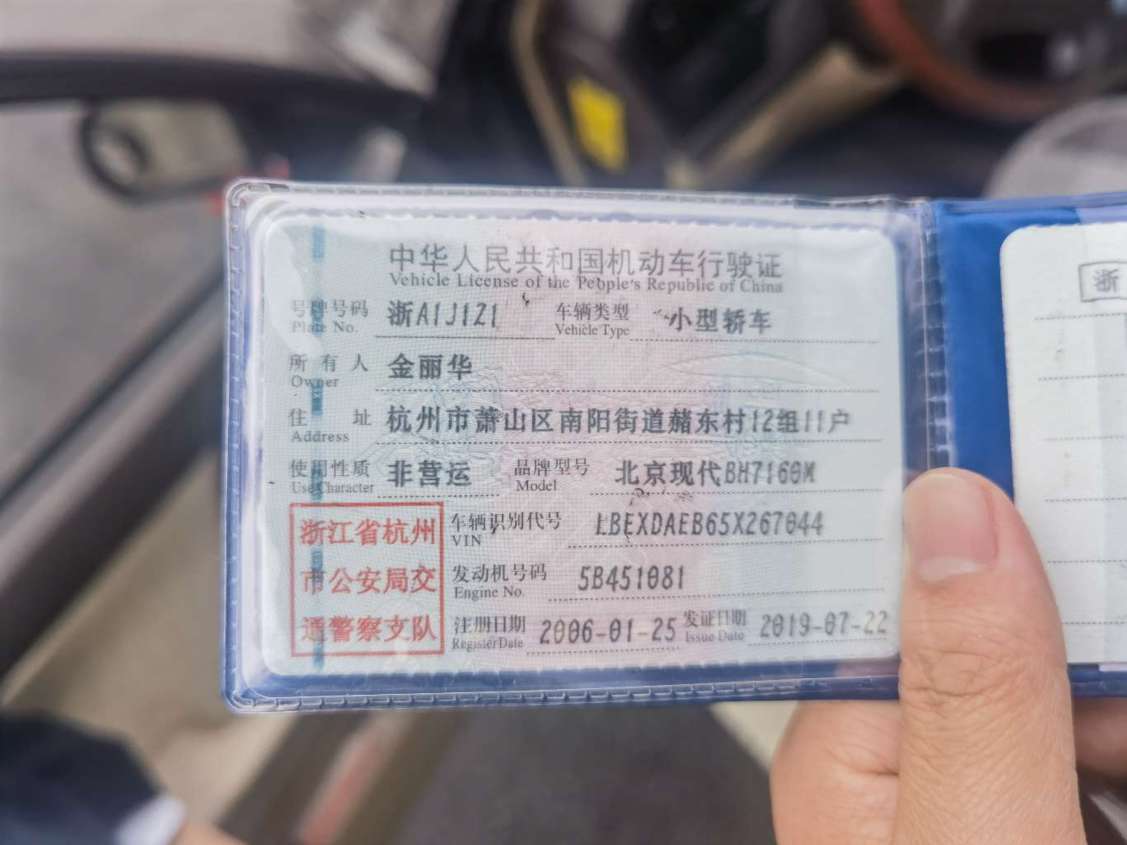 中华人民共和国机动车行驶证
Vehicle License of the People's Republic of China
号牌号码 浙A1J1Z1 车辆类型 小型轿车
Plate No. Vehicle Type
所有人 金丽华
Owner
住址 杭州市萧山区南阳街道赭东村12组11户
Address
使用性质 非营运 品牌型号 北京现代BH7160M
Use Character Model
浙江省杭州
市公安局交
通警察支队
车辆识别代号 LBEXDAEB65X267044
VIN
发动机号码 5B451081
Engine No.
注册日期 2006-01-25 发证日期 2019-07-22
Register Date Issue Date
浙